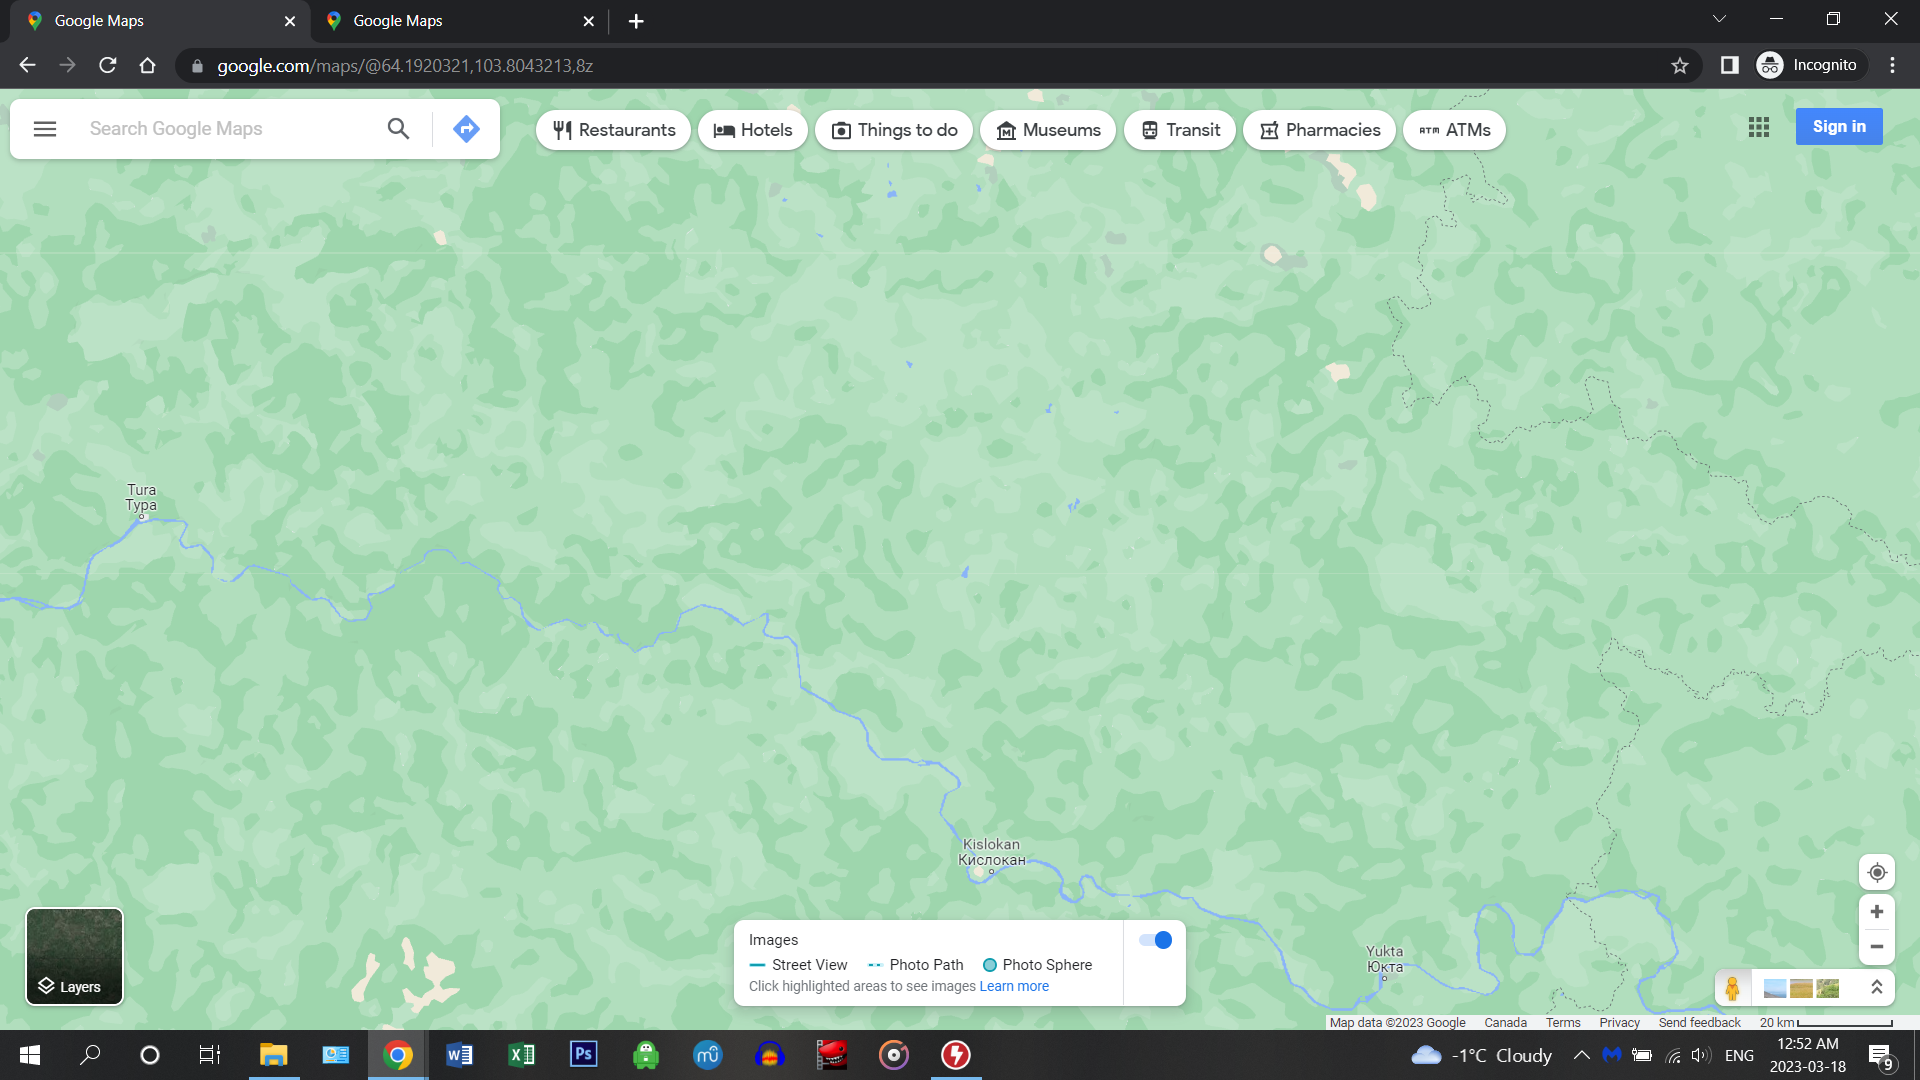 Google Maps
Google Maps
google.com/maps/@64.1920321,103.8043213,8z
Incognito
Search Google Maps
Restaurants
Hotels
Things to do
Museums
Transit
Pharmacies
ATM ATMs
Sign in
Tura
Тура
Kislokan
Кислокан
Yukta
Юкта
Layers
Images
Street View
Photo Path
Photo Sphere
Click highlighted areas to see images Learn more
Map data ©2023 Google
Canada
Terms
Privacy
Send feedback
20 km
W
X
Ps
mű
-1°C Cloudy
ENG
12:52 AM
2023-03-18
9